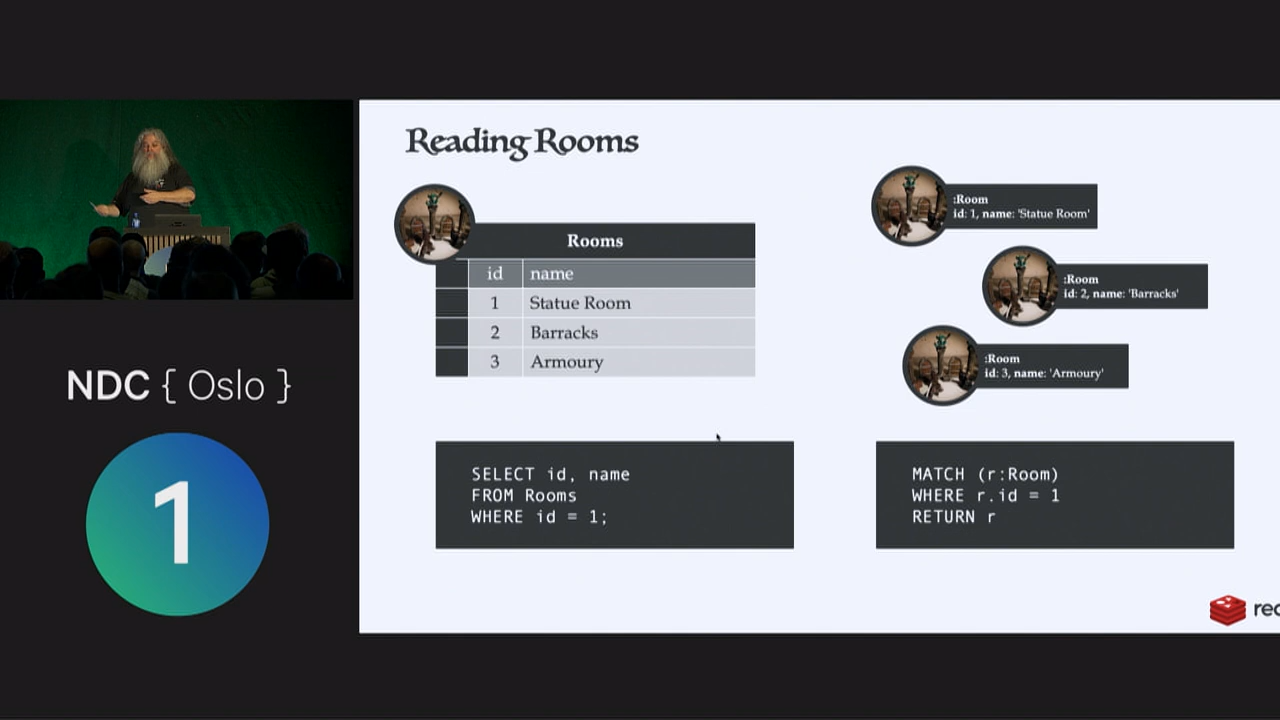 Reading Rooms
Rooms
id name
1 Statue Room
2 Barracks
3 Armoury
:Room
id: 1, name: 'Statue Room'
:Room
id: 2, name: 'Barracks'
:Room
id: 3, name: 'Armoury'
SELECT id, name
FROM Rooms
WHERE id = 1;
MATCH (r:Room)
WHERE r.id = 1
RETURN r
NDC { Oslo }
1